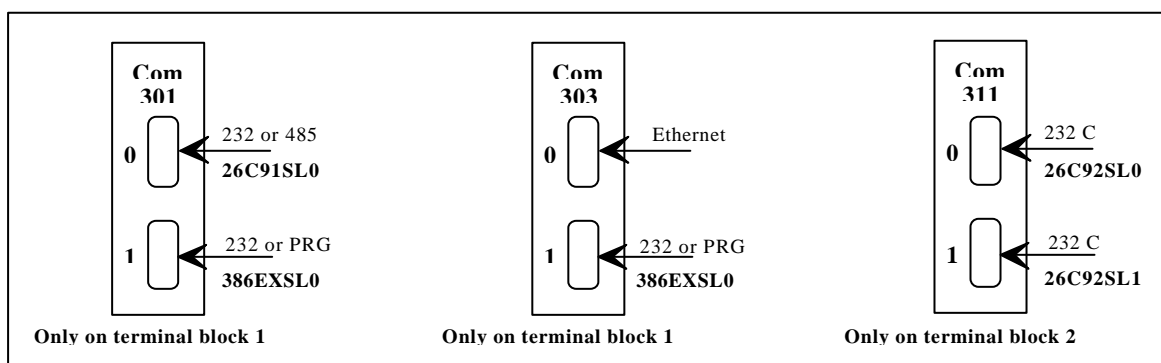 Com
301
0
232 or 485
26C91SL0
1
232 or PRG
386EXSL0
Only on terminal block 1
Com
303
0
Ethernet
1
232 or PRG
386EXSL0
Only on terminal block 1
Com
311
0
232 C
26C92SL0
1
232 C
26C92SL1
Only on terminal block 2